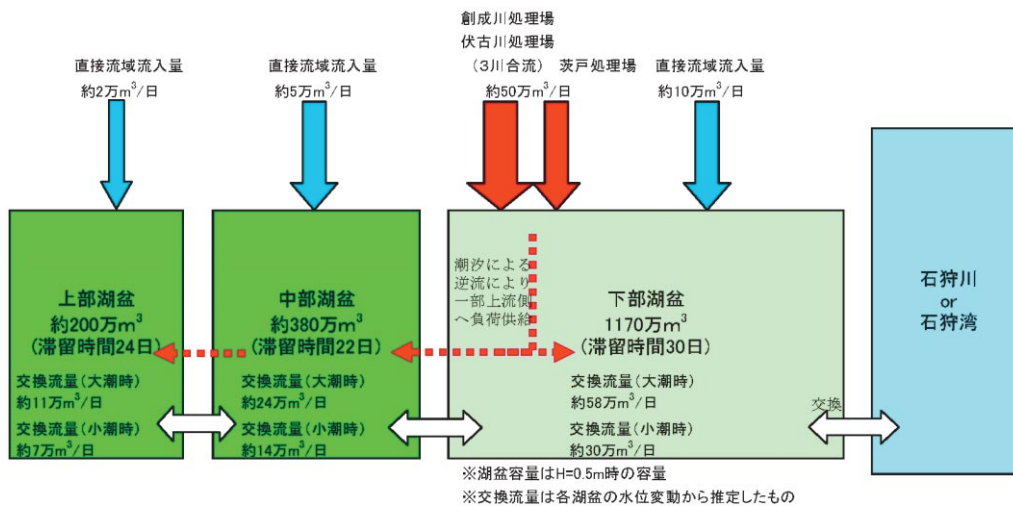 創成川処理場
伏古川処理場
(3川合流) 茨戸処理場
約50万m³/日
直接流域流入量
約2万m³/日
直接流域流入量
約5万m³/日
直接流域流入量
約10万m³/日
上部湖盆
約200万m³
(滞留時間24日)
交換流量(大潮時)
約11万m³/日
交換流量(小潮時)
約7万m³/日
中部湖盆
約380万m³
(滞留時間22日)
交換流量(大潮時)
約24万m³/日
交換流量(小潮時)
約14万m³/日
潮汐による
逆流により
一部上流側
へ負荷供給
下部湖盆
1170万m³
(滞留時間30日)
交換流量(大潮時)
約58万m³/日
交換流量(小潮時)
約30万m³/日
交換
石狩川
or
石狩湾
※湖盆容量はH=0.5m時の容量
※交換流量は各湖盆の水位変動から推定したもの